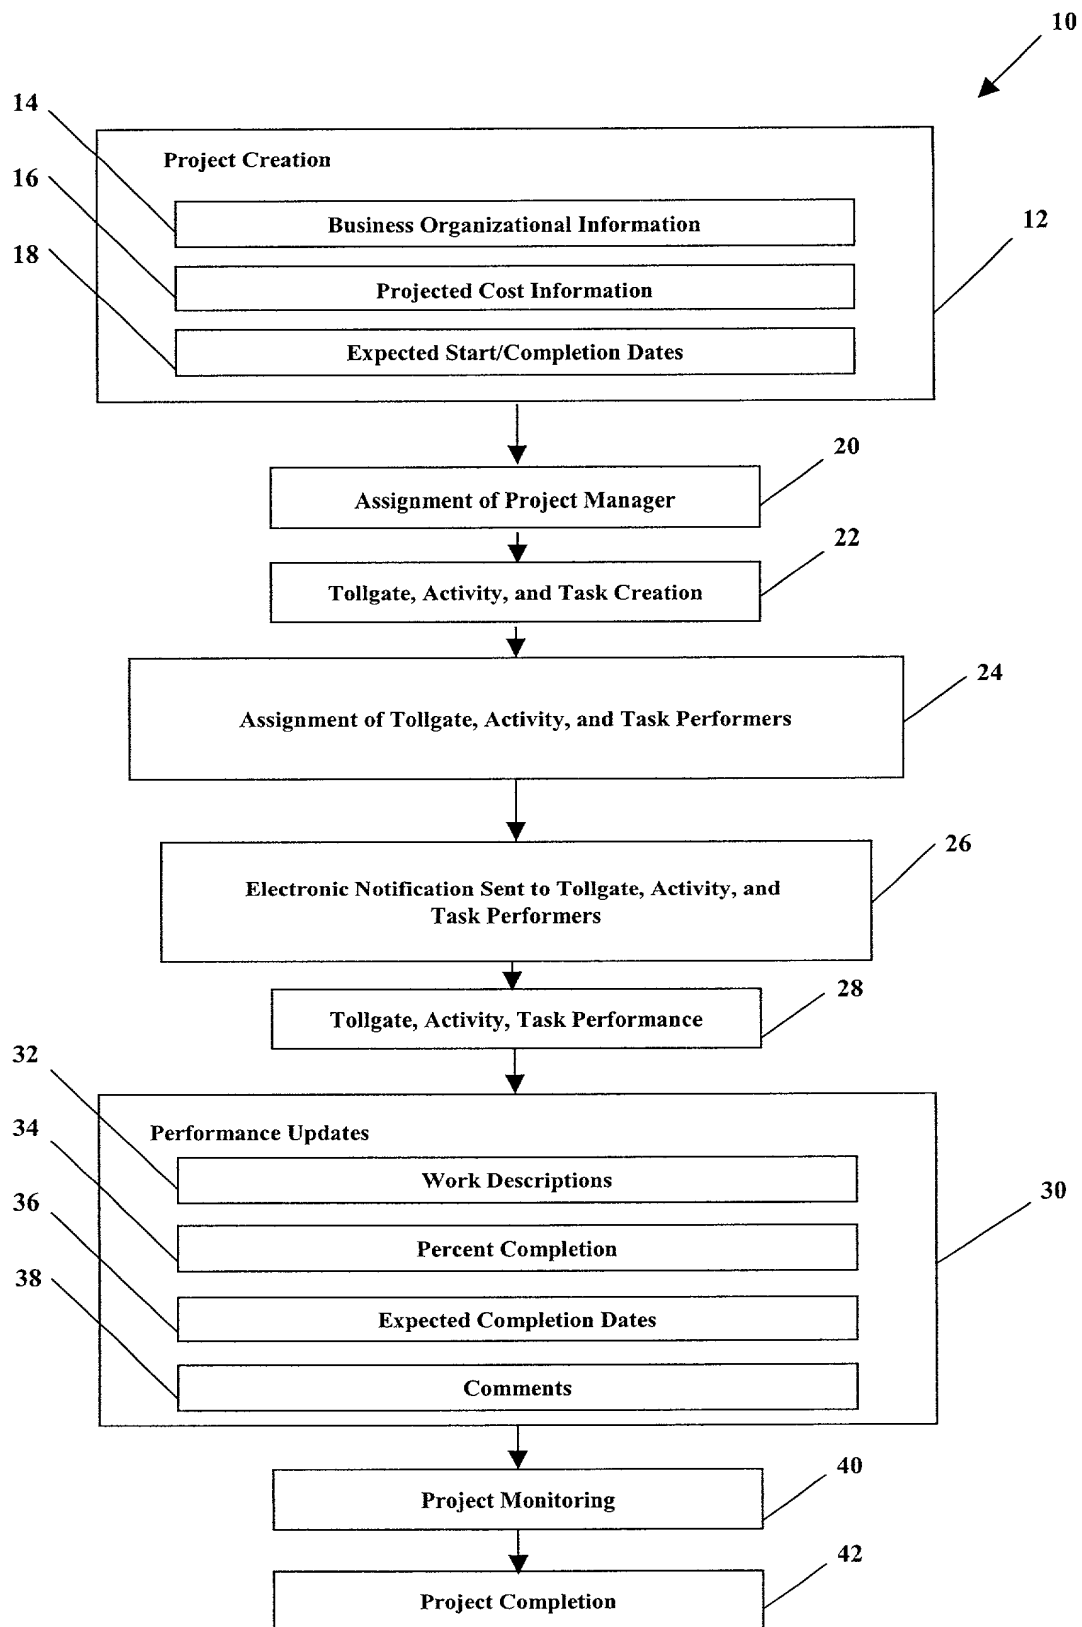 10
14
Project Creation
16
Business Organizational Information
12
18
Projected Cost Information
Expected Start/Completion Dates
20
Assignment of Project Manager
22
Tollgate, Activity, and Task Creation
24
Assignment of Tollgate, Activity, and Task Performers
26
Electronic Notification Sent to Tollgate, Activity, and
Task Performers
28
Tollgate, Activity, Task Performance
32
34
Performance Updates
Work Descriptions
30
36
Percent Completion
38
Expected Completion Dates
Comments
40
Project Monitoring
42
Project Completion